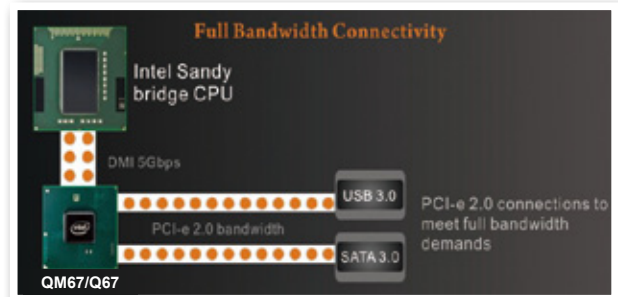 Full Bandwidth Connectivity
Intel Sandy
bridge CPU
DMI 5Gbps
USB 3.0
PCI-e 2.0 connections to
meet full bandwidth
demands
PCI-e 2.0 bandwidth
SATA 3.0
intel
QM67/Q67